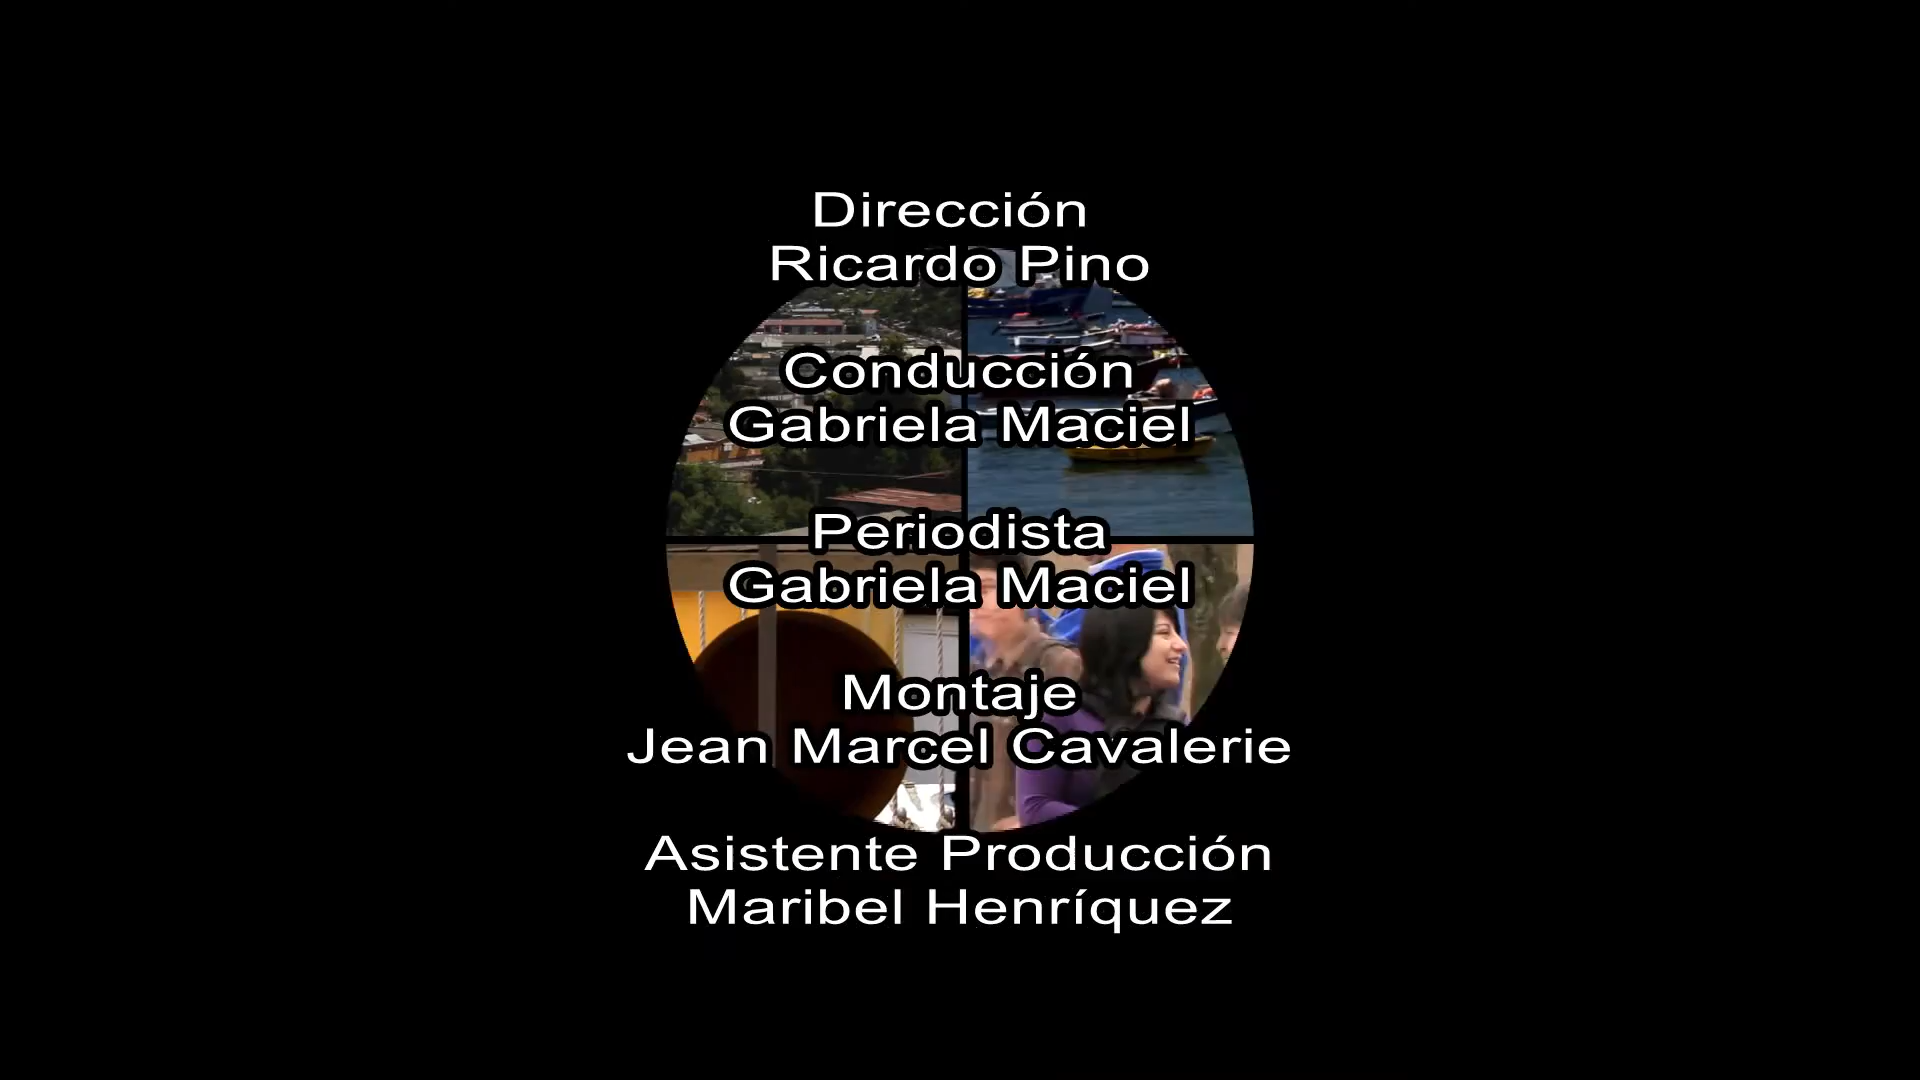 Dirección
Ricardo Pino
Conducción
Gabriela Maciel
Periodista
Gabriela Maciel
Montaje
Jean Marcel Cavalerie
Asistente Producción
Maribel Henríquez